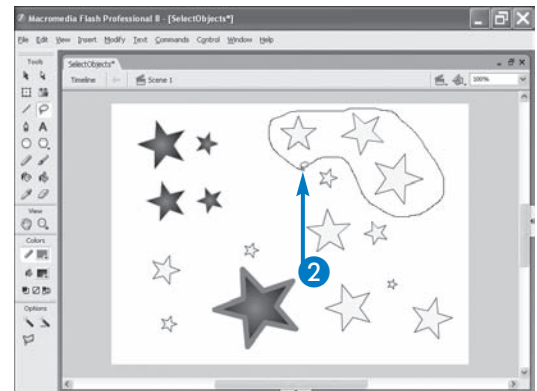 Macromedia Flash Professional 8 - [SelectObjects*]
File Edit View Insert Modify Text Commands Control Window Help
Tools
SelectObjects*
Timeline
Scene 1
100%
A
View
Colors
Options
2